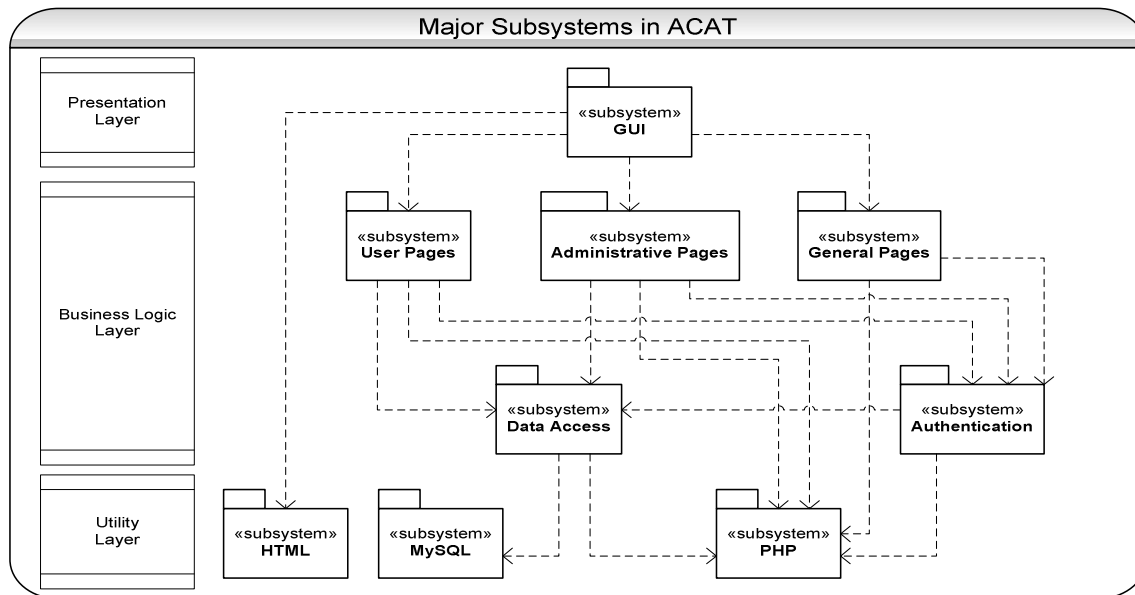 Major Subsystems in ACAT
Presentation
Layer
«subsystem»
GUI
Business Logic
Layer
«subsystem»
User Pages
«subsystem»
Administrative Pages
«subsystem»
General Pages
«subsystem»
Data Access
«subsystem»
Authentication
Utility
Layer
«subsystem»
HTML
«subsystem»
MySQL
«subsystem»
PHP